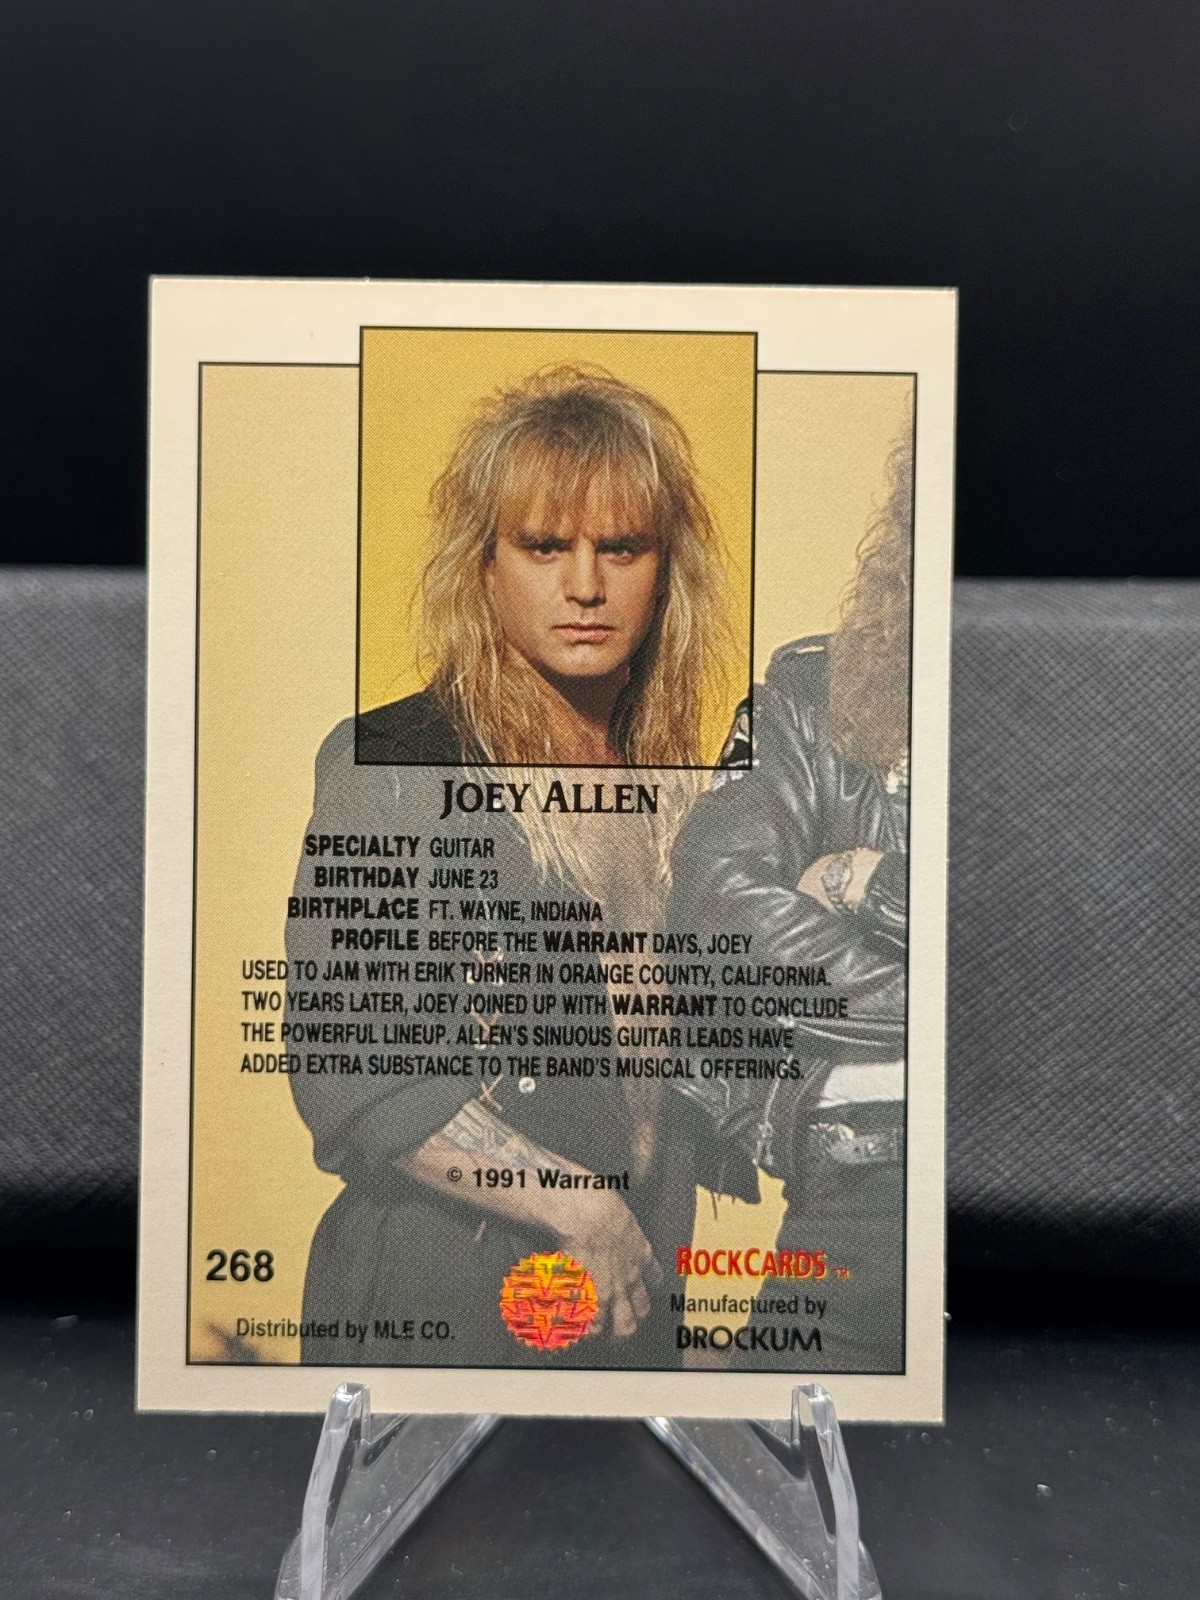 JOEY ALLEN
SPECIALTY GUITAR
BIRTHDAY JUNE 23
BIRTHPLACE FT. WAYNE, INDIANA
PROFILE BEFORE THE WARRANT DAYS, JOEY
USED TO JAM WITH ERIK TURNER IN ORANGE COUNTY, CALIFORNIA.
TWO YEARS LATER, JOEY JOINED UP WITH WARRANT TO CONCLUDE
THE POWERFUL LINEUP. ALLEN'S SINUOUS GUITAR LEADS HAVE
ADDED EXTRA SUBSTANCE TO THE BAND'S MUSICAL OFFERINGS.
© 1991 Warrant
268
ROCKCARDS ™
Manufactured by
Distributed by MLE CO.
BROCKUM